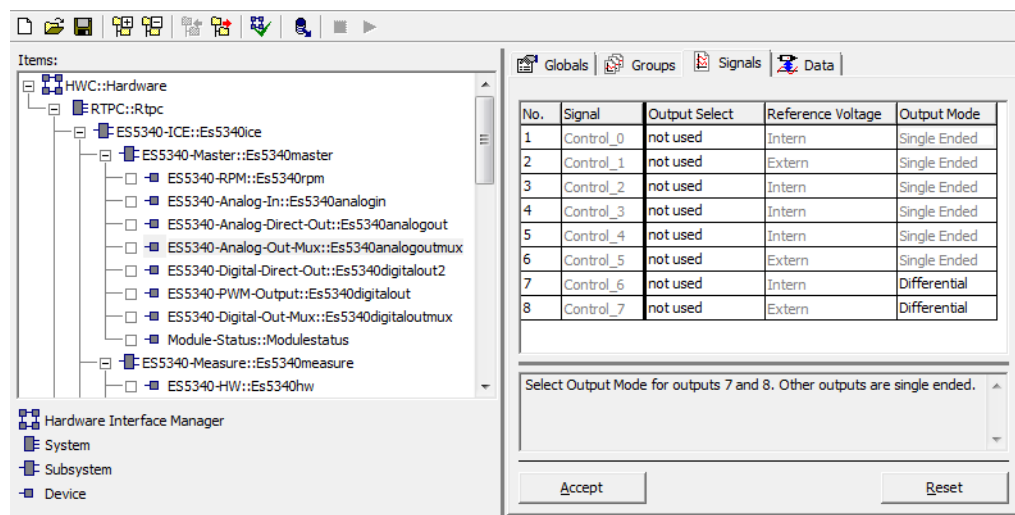 Items:
HWC::Hardware
RTPC::Rtpc
ES5340-ICE::Es5340ice
ES5340-Master::Es5340master
ES5340-RPM::Es5340rpm
ES5340-Analog-In::Es5340analogin
ES5340-Analog-Direct-Out::Es5340analogout
ES5340-Analog-Out-Mux::Es5340analogoutmux
ES5340-Digital-Direct-Out::Es5340digitalout2
ES5340-PWM-Output::Es5340digitalout
ES5340-Digital-Out-Mux::Es5340digitaloutmux
Module-Status::Modulestatus
ES5340-Measure::Es5340measure
ES5340-HW::Es5340hw
Hardware Interface Manager
System
Subsystem
Device
Globals Groups Signals Data
No. Signal Output Select Reference Voltage Output Mode
1 Control_0 not used Intern Single Ended
2 Control_1 not used Extern Single Ended
3 Control_2 not used Intern Single Ended
4 Control_3 not used Intern Single Ended
5 Control_4 not used Intern Single Ended
6 Control_5 not used Extern Single Ended
7 Control_6 not used Intern Differential
8 Control_7 not used Extern Differential
Select Output Mode for outputs 7 and 8. Other outputs are single ended.
Accept Reset